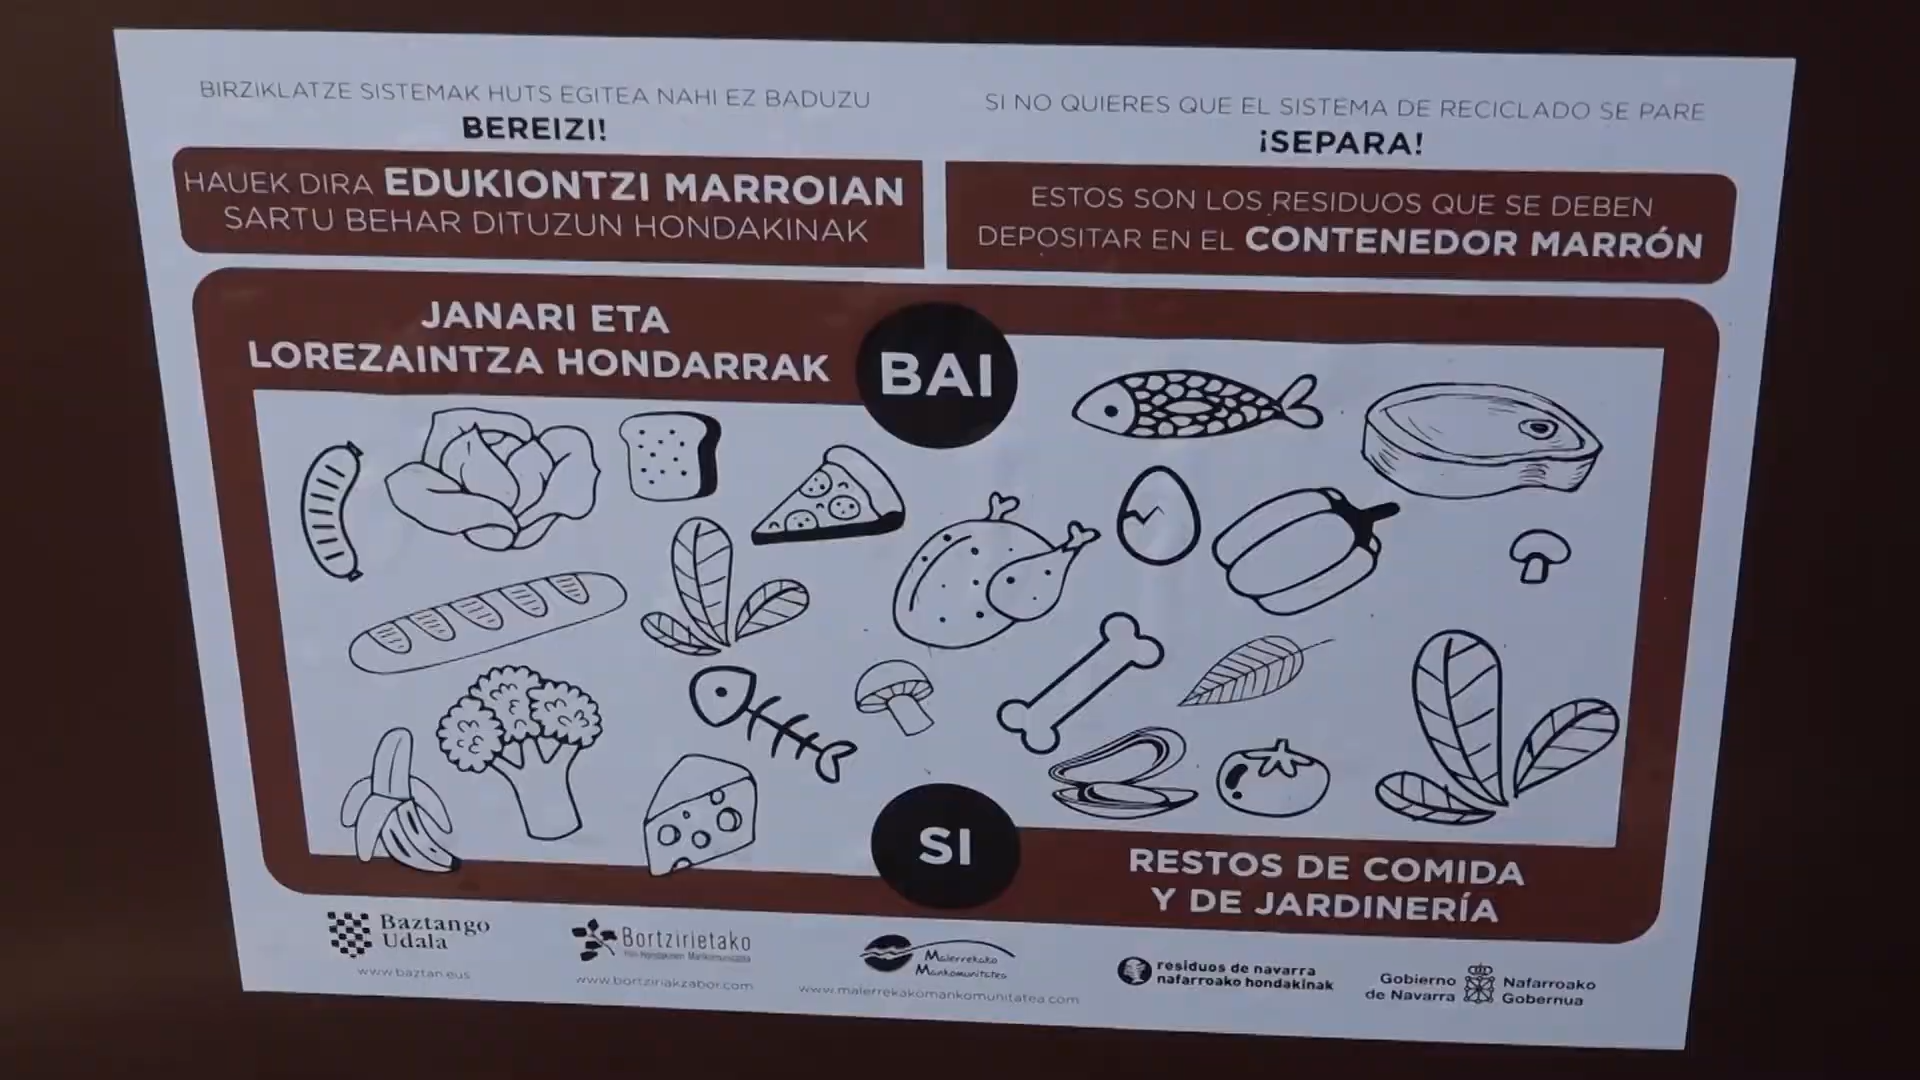 BIRZIKLATZE SISTEMAK HUTS EGITEA NAHI EZ BADUZU
BEREIZI!
HAUEK DIRA EDUKIONTZI MARROIAN
SARTU BEHAR DITUZUN HONDAKINAK
SI NO QUIERES QUE EL SISTEMA DE RECICLADO SE PARE
¡SEPARA!
ESTOS SON LOS RESIDUOS QUE SE DEBEN
DEPOSITAR EN EL CONTENEDOR MARRÓN
JANARI ETA
LOREZAINTZA HONDARRAK
BAI
SI
RESTOS DE COMIDA
Y DE JARDINERÍA
Baztango
Udala
www.baztan.eus
Bortzirietako
www.bortziriakzabor.com
Malerrekako
Mankomunitatea
www.malerrekakomankomunitatea.com
residuos de navarra
nafarroako hondakinak
Gobierno
de Navarra
Nafarroako
Gobernua